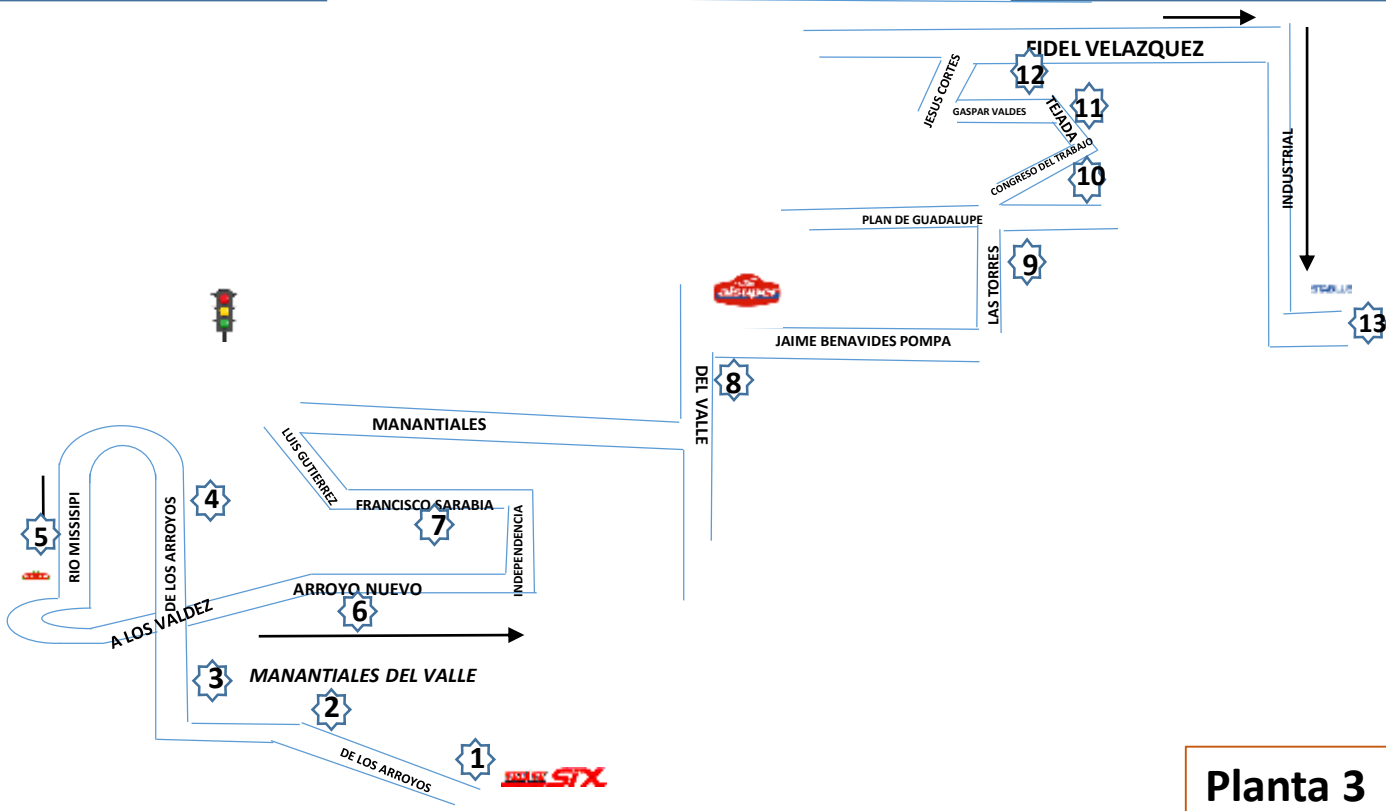 FIDEL VELAZQUEZ
12
JESUS CORTES
11
TEJADA
GASPAR VALDES
CONGRESO DEL TRABAJO
10
INDUSTRIAL
PLAN DE GUADALUPE
LAS TORRES
9
alsuper
13
JAIME BENAVIDES POMPA
DEL VALLE
8
MANANTIALES
LUIS GUTIERREZ
4
FRANCISCO SARABIA
7
5
RIO MISSISIPI
DE LOS ARROYOS
INDEPENDENCIA
ARROYO NUEVO
6
A LOS VALDEZ
3
MANANTIALES DEL VALLE
2
1
DE LOS ARROYOS
SIX
Planta 3